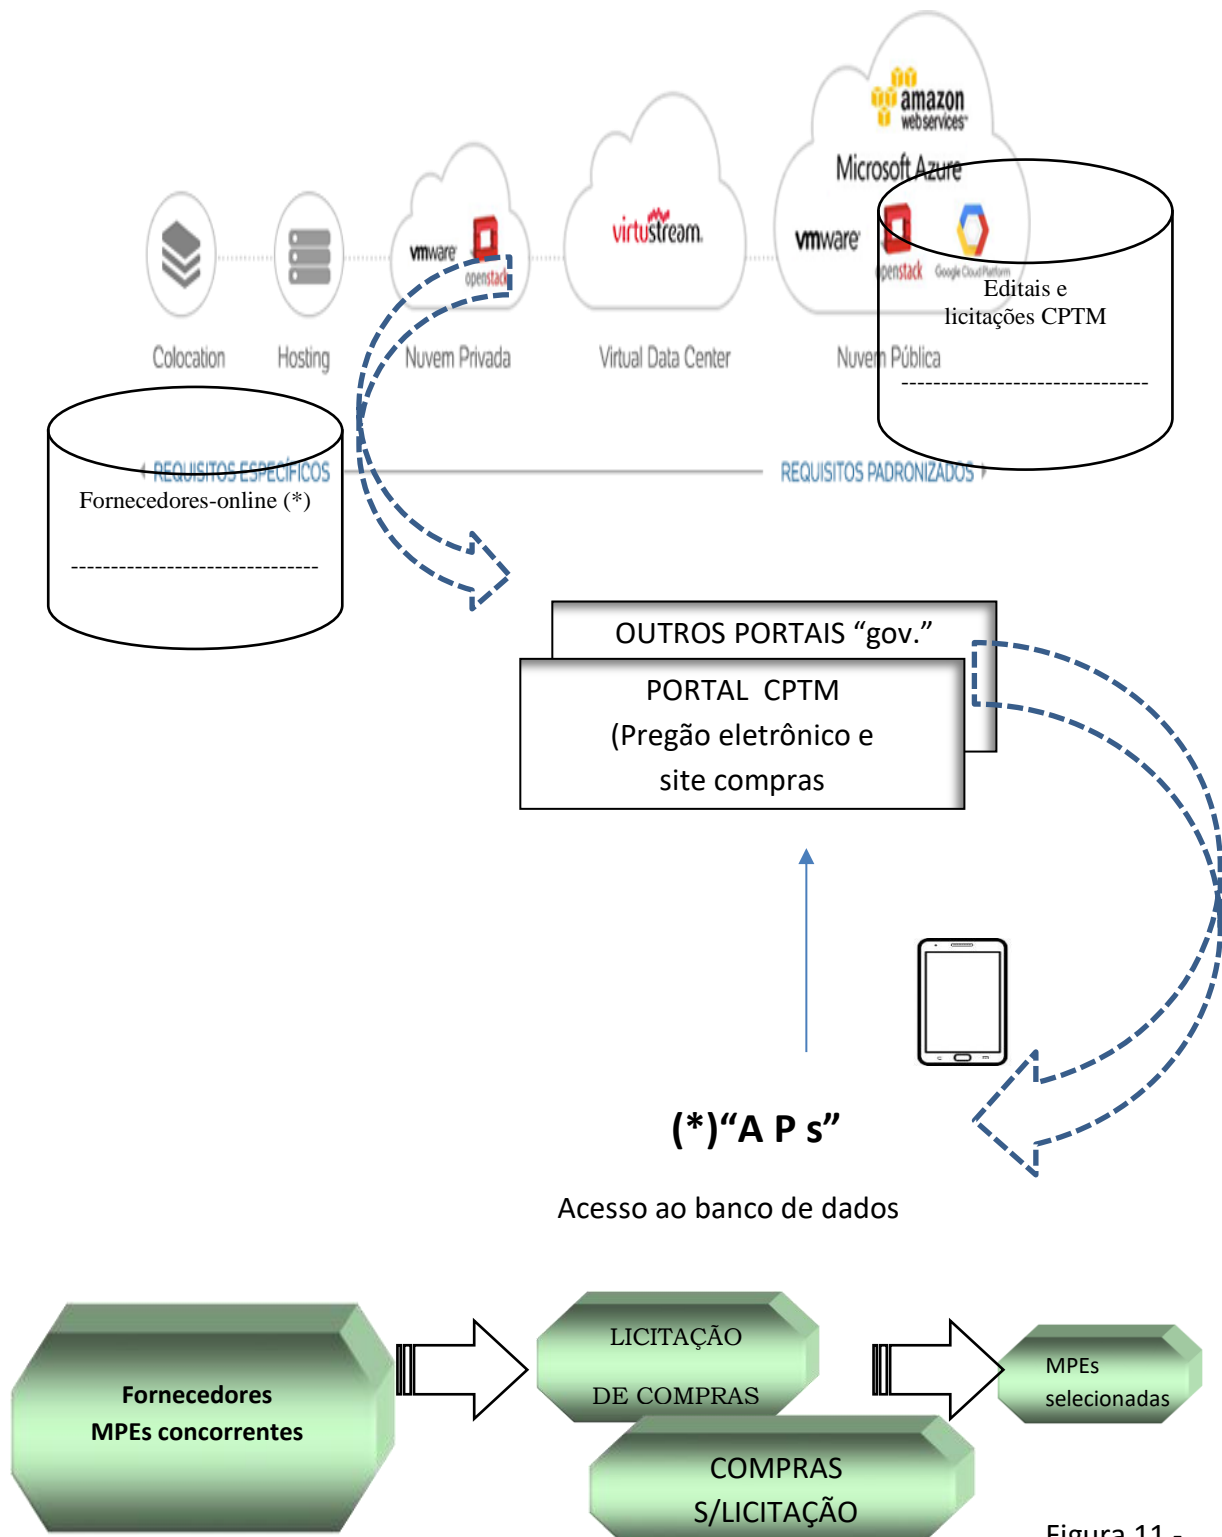 amazon
webservices™
Microsoft Azure
vmware
openstack
virtustream.
vmware
openstack
Google Cloud Platform
Editais e
licitações CPTM
--------------------------------
Colocation
Hosting
Nuvem Privada
Virtual Data Center
Nuvem Pública
REQUISITOS ESPECÍFICOS
REQUISITOS PADRONIZADOS
Fornecedores-online (*)
--------------------------------
OUTROS PORTAIS “gov.”
PORTAL CPTM
(Pregão eletrônico e
site compras
(*)“A P s”
Acesso ao banco de dados
Fornecedores
MPEs concorrentes
LICITAÇÃO
DE COMPRAS
COMPRAS
S/LICITAÇÃO
MPEs
selecionadas
Figura 11 -